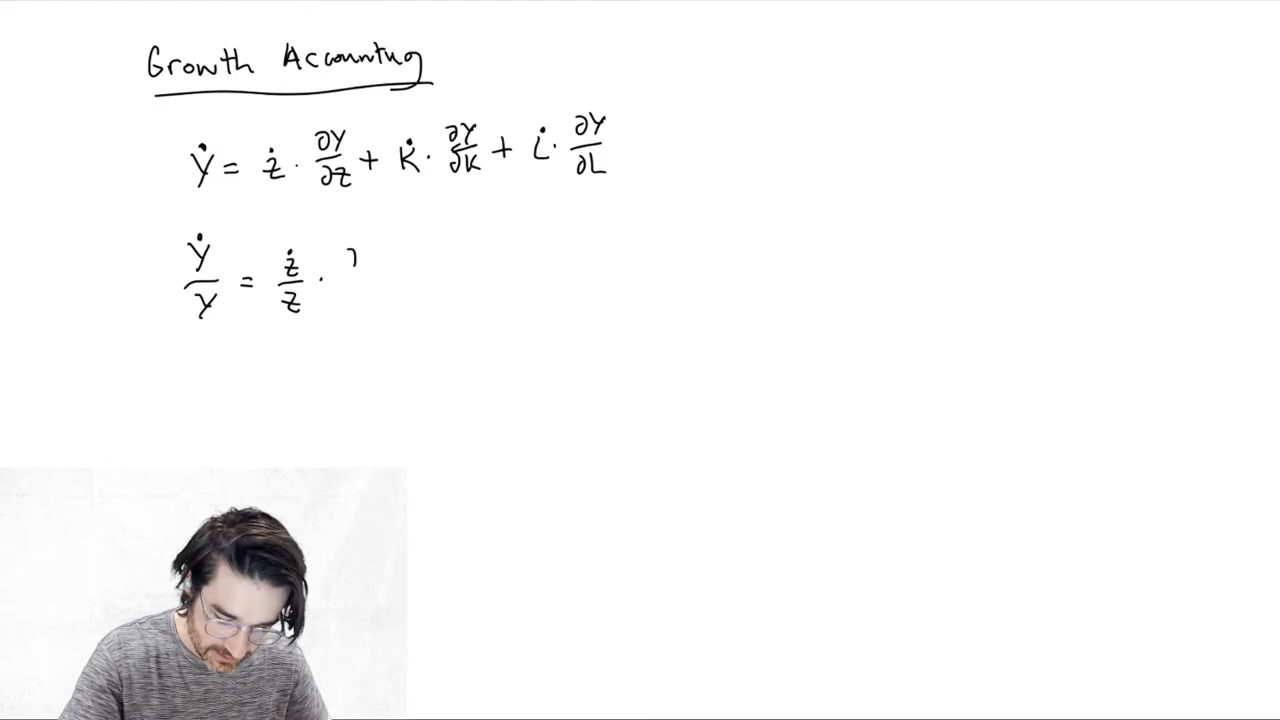 Growth Accounting
Ẏ = ż · ∂Y/∂z + K̇ · ∂Y/∂K + L̇ · ∂Y/∂L
Ẏ/Y = ż/z ·